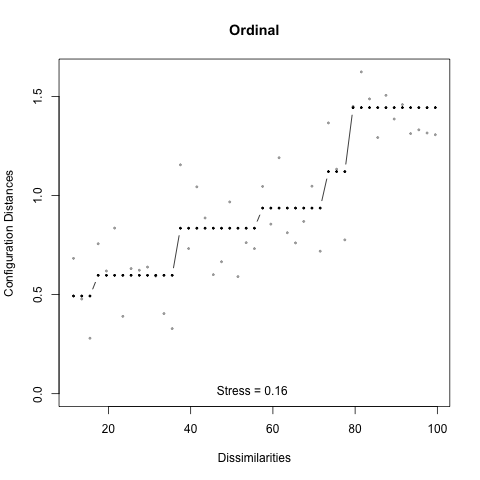 Ordinal
Configuration Distances
1.5
1.0
0.5
0.0
Stress = 0.16
20 40 60 80 100
Dissimilarities